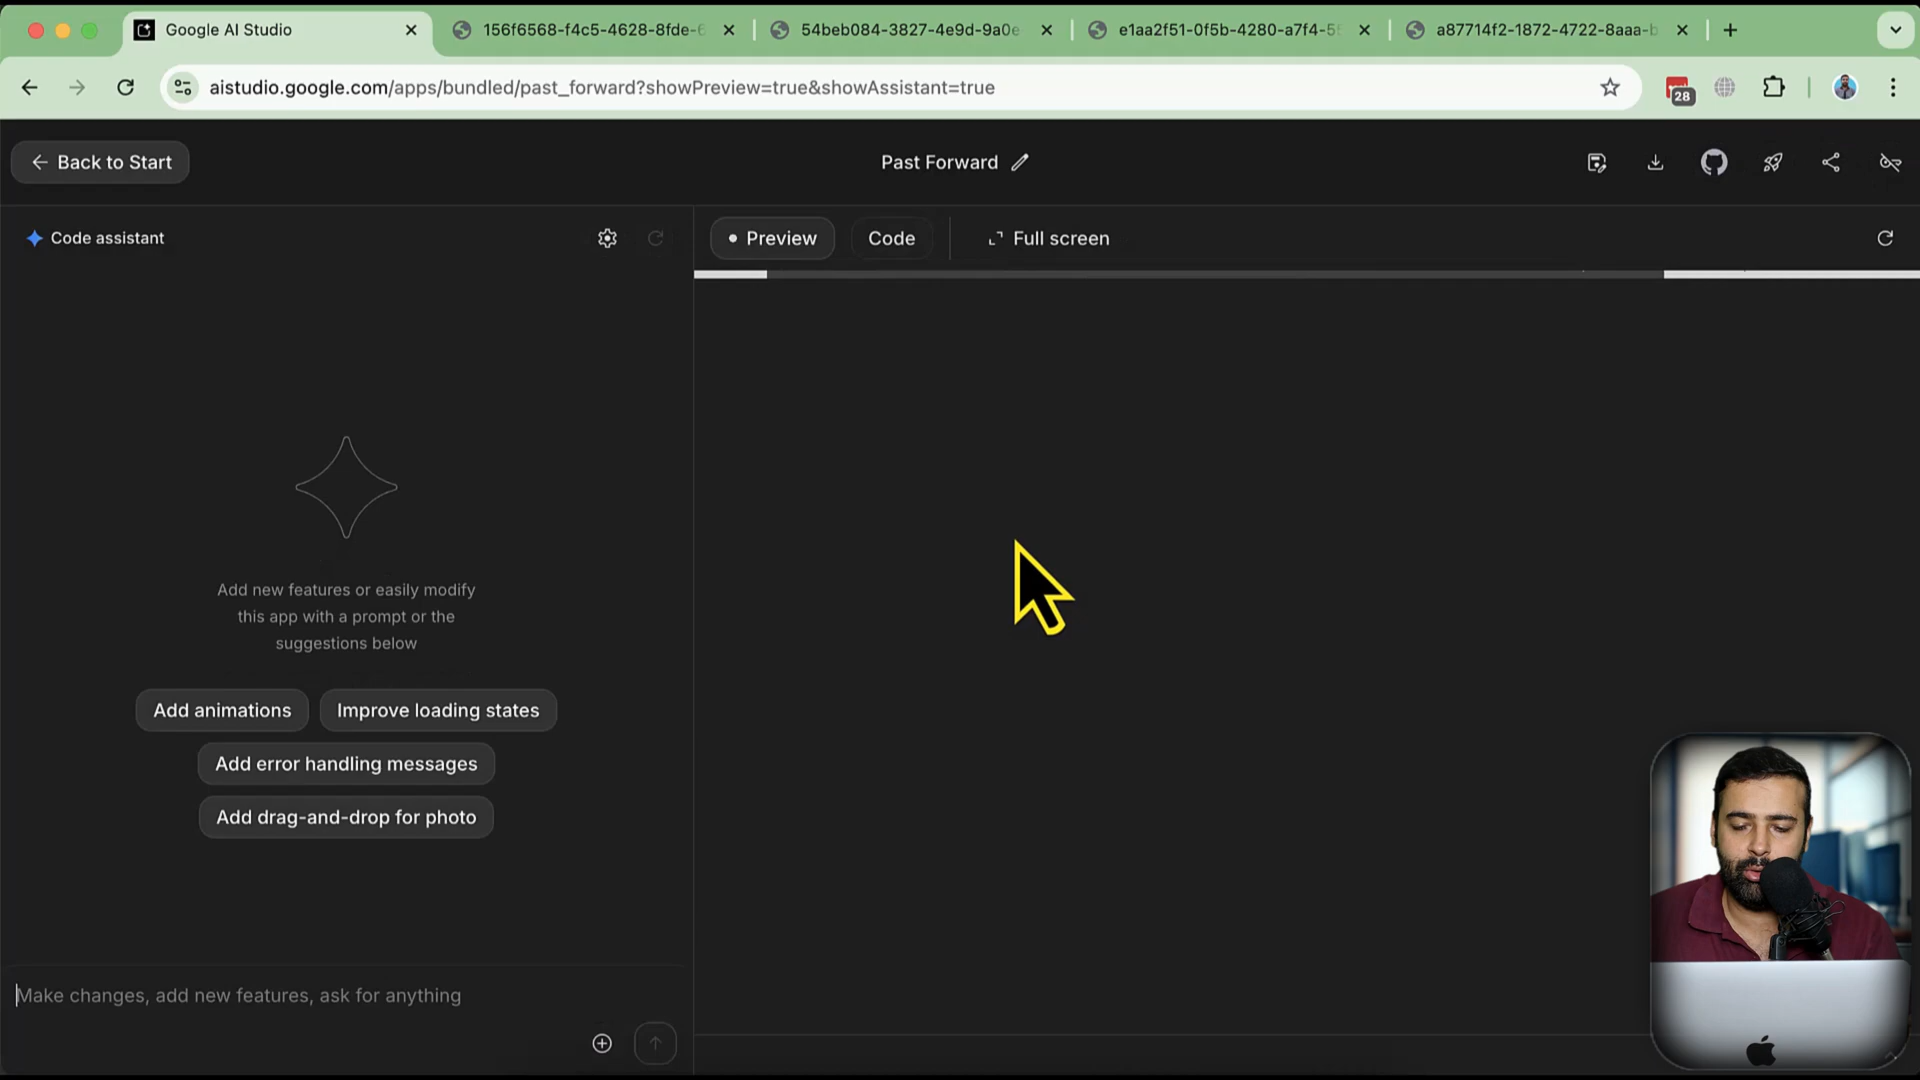 Google AI Studio
156f6568-f4c5-4628-8fde-6
54beb084-3827-4e9d-9a0e
e1aa2f51-0f5b-4280-a7f4-5
a87714f2-1872-4722-8aaa-b
aistudio.google.com/apps/bundled/past_forward?showPreview=true&showAssistant=true
28
Back to Start
Past Forward
Code assistant
Preview
Code
Full screen
Add new features or easily modify
this app with a prompt or the
suggestions below
Add animations
Improve loading states
Add error handling messages
Add drag-and-drop for photo
Make changes, add new features, ask for anything